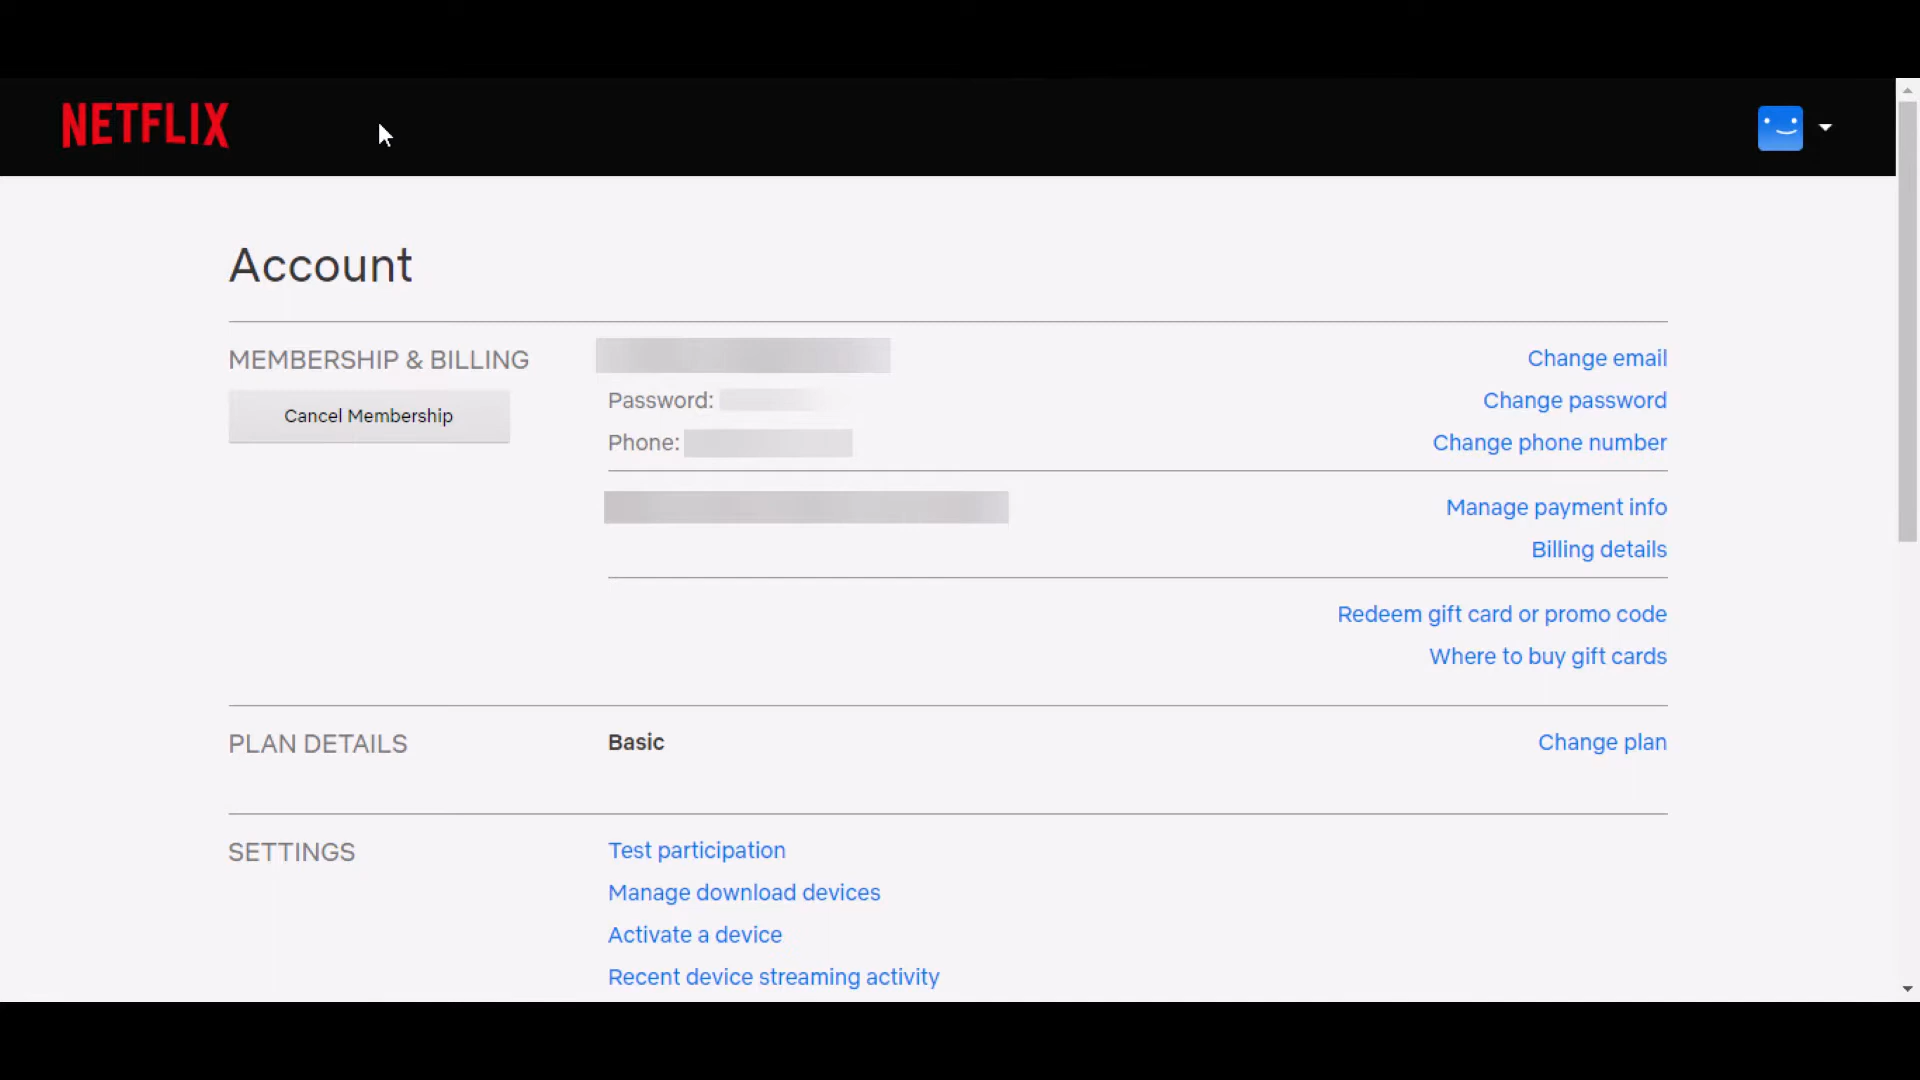 NETFLIX
Account
MEMBERSHIP & BILLING
Cancel Membership
Change email
Password:
Change password
Phone:
Change phone number
Manage payment info
Billing details
Redeem gift card or promo code
Where to buy gift cards
PLAN DETAILS
Basic
Change plan
SETTINGS
Test participation
Manage download devices
Activate a device
Recent device streaming activity